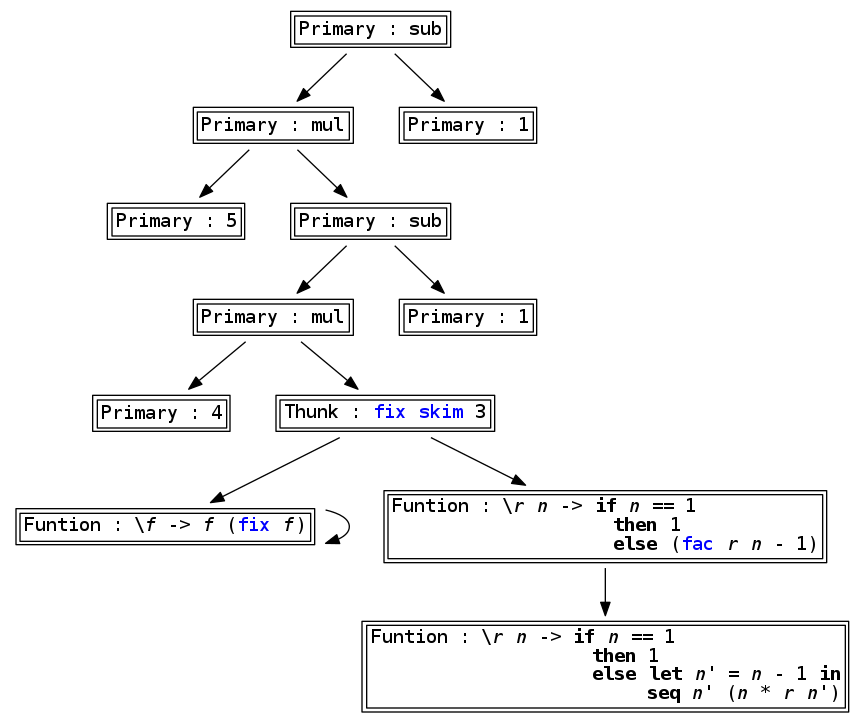 Primary : sub
Primary : mul
Primary : 1
Primary : 5
Primary : sub
Primary : mul
Primary : 1
Primary : 4
Thunk : fix skim 3
Funtion : \f -> f (fix f)
Funtion : \r n -> if n == 1
then 1
else (fac r n - 1)
Funtion : \r n -> if n == 1
then 1
else let n' = n - 1 in
seq n' (n * r n')